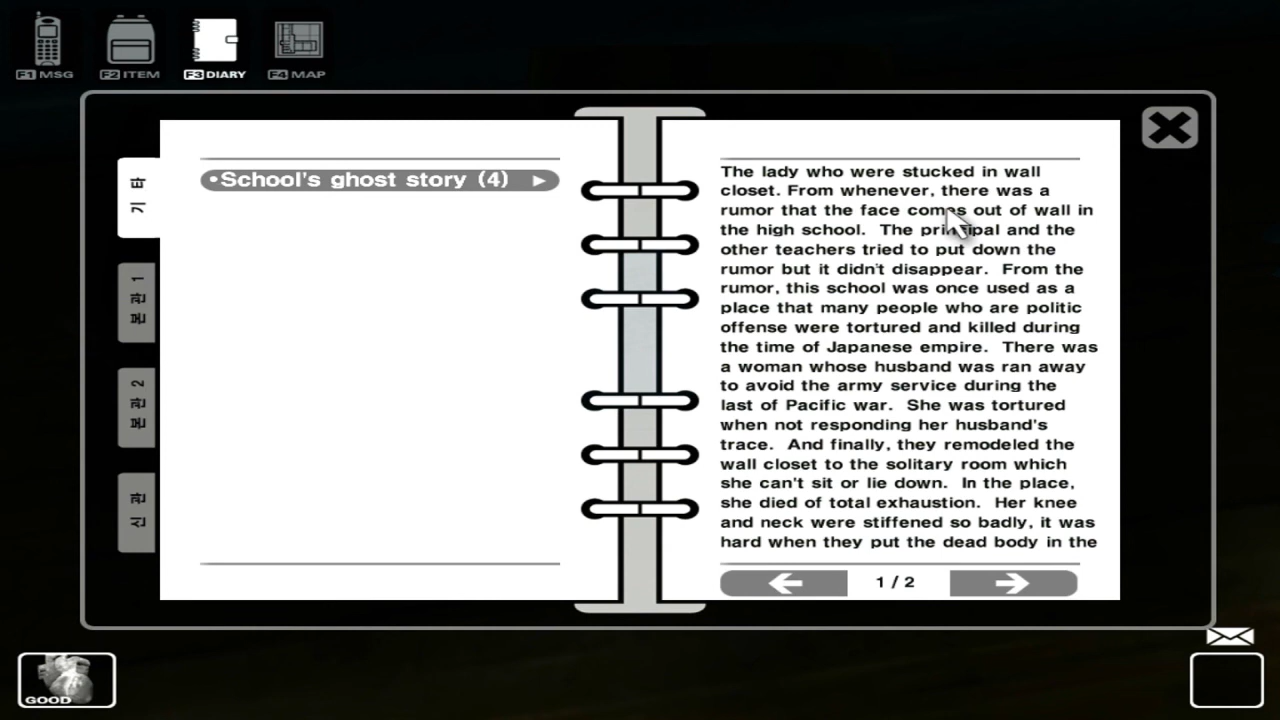 F1 MSG
F2 ITEM
F3 DIARY
F4 MAP
기타
본관 1
본관 2
신관
•School's ghost story (4)
The lady who were stucked in wall
closet. From whenever, there was a
rumor that the face comes out of wall in
the high school. The principal and the
other teachers tried to put down the
rumor but it didn't disappear. From the
rumor, this school was once used as a
place that many people who are politic
offense were tortured and killed during
the time of Japanese empire. There was
a woman whose husband was ran away
to avoid the army service during the
last of Pacific war. She was tortured
when not responding her husband's
trace. And finally, they remodeled the
wall closet to the solitary room which
she can't sit or lie down. In the place,
she died of total exhaustion. Her knee
and neck were stiffened so badly, it was
hard when they put the dead body in the
1 / 2
GOOD